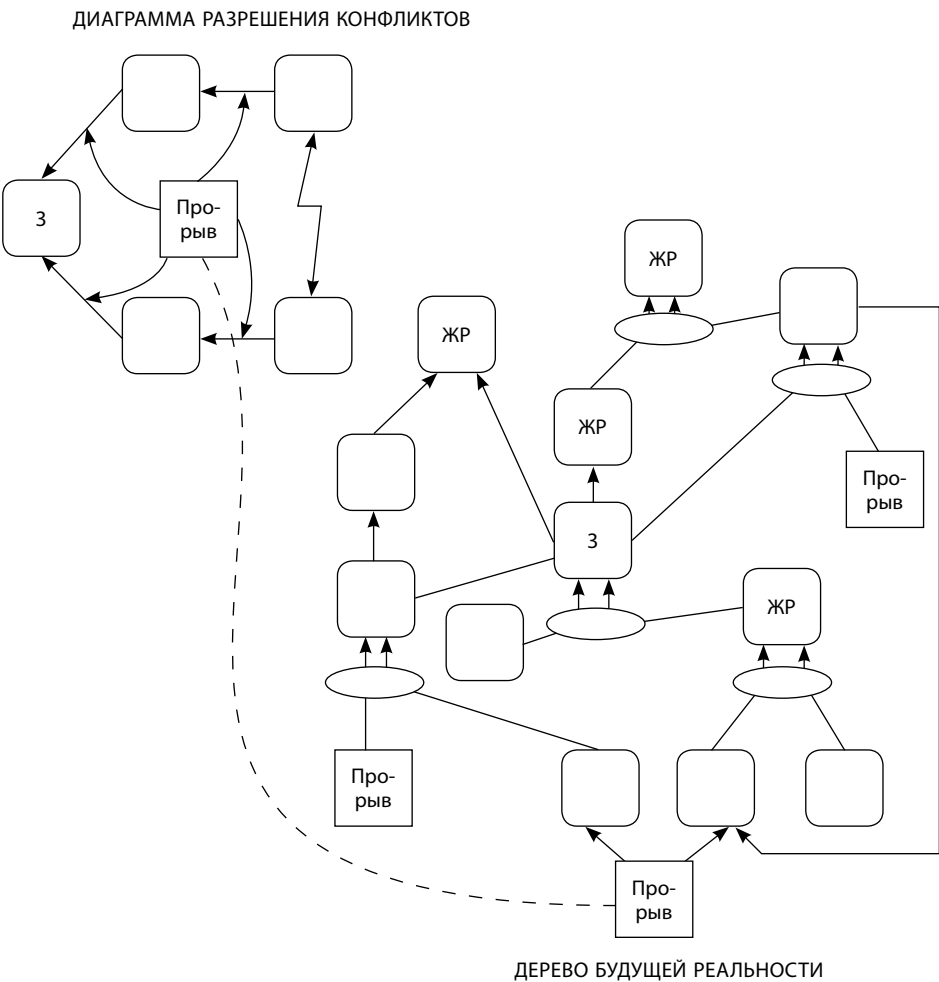 ДИАГРАММА РАЗРЕШЕНИЯ КОНФЛИКТОВ
З
Про-
рыв
ЖР
ЖР
ЖР
Про-
рыв
З
ЖР
Про-
рыв
Про-
рыв
ДЕРЕВО БУДУЩЕЙ РЕАЛЬНОСТИ